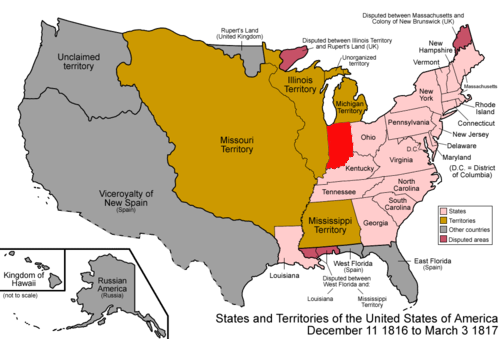 Rupert's Land
(United Kingdom)
Disputed between Illinois Territory
and Rupert's Land (UK)
Disputed between Massachusetts and
Colony of New Brunswick (UK)
Unclaimed
territory
Unorganized
territory
New
Hampshire
Vermont
Illinois
Territory
Massachusetts
New
York
Michigan
Territory
Rhode
Island
Connecticut
Pennsylvania
New Jersey
Ohio
Missouri
Territory
D.C.
Delaware
Maryland
(D.C. = District
of Columbia)
Virginia
Kentucky
Viceroyalty of
New Spain
(Spain)
North
Carolina
Tennessee
South
Carolina
Mississippi
Territory
Georgia
States
Territories
Other countries
Disputed areas
Kingdom of
Hawaii
(not to scale)
Russian
America
(Russia)
Louisiana
West Florida
(Spain)
East Florida
(Spain)
Disputed between
West Florida and:
Louisiana
Mississippi
Territory
States and Territories of the United States of America
December 11 1816 to March 3 1817